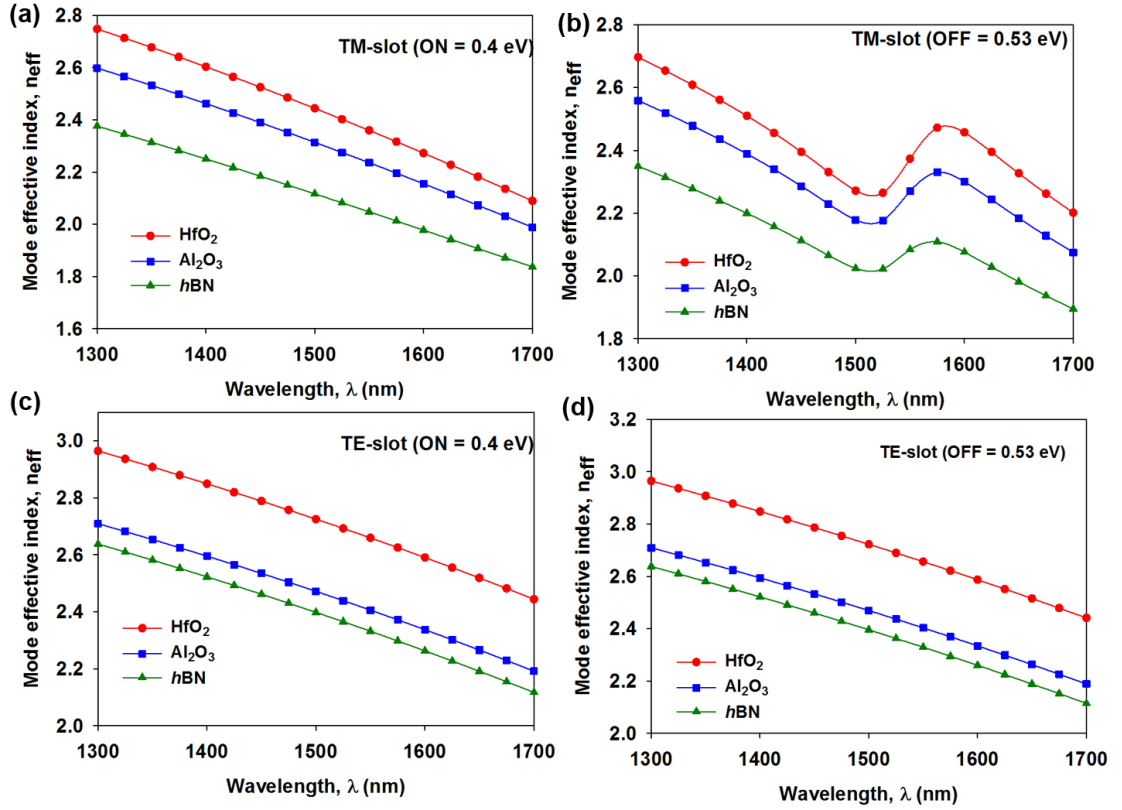 (a)
TM-slot (ON = 0.4 eV)
Mode effective index, neff
2.8
2.6
2.4
2.2
2.0
1.8
1.6
HfO2
Al2O3
hBN
1300 1400 1500 1600 1700
Wavelength, λ (nm)
(b)
TM-slot (OFF = 0.53 eV)
Mode effective index, neff
2.8
2.6
2.4
2.2
2.0
1.8
HfO2
Al2O3
hBN
1300 1400 1500 1600 1700
Wavelength, λ (nm)
(c)
TE-slot (ON = 0.4 eV)
Mode effective index, neff
3.0
2.8
2.6
2.4
2.2
2.0
HfO2
Al2O3
hBN
1300 1400 1500 1600 1700
Wavelength, λ (nm)
(d)
TE-slot (OFF = 0.53 eV)
Mode effective index, neff
3.2
3.0
2.8
2.6
2.4
2.2
2.0
HfO2
Al2O3
hBN
1300 1400 1500 1600 1700
Wavelength, λ (nm)